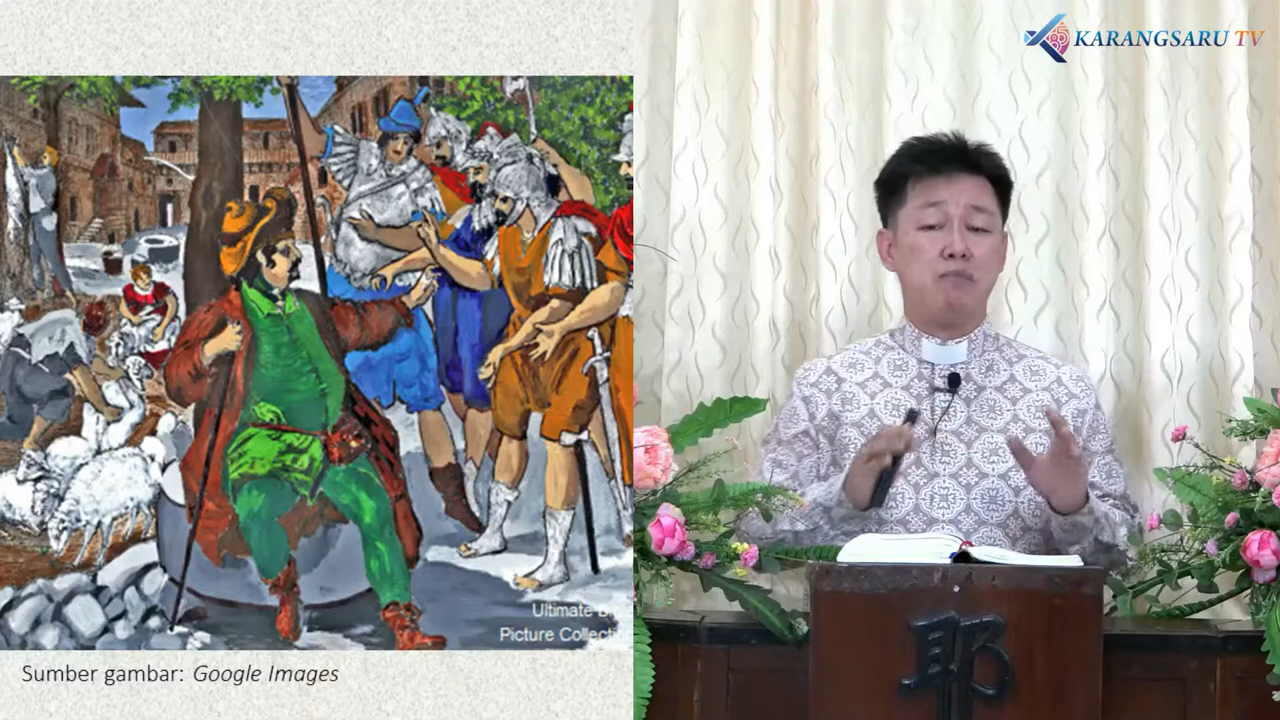 KARANGSARU TV
Ultimate
Picture Collect
Sumber gambar: Google Images
耶